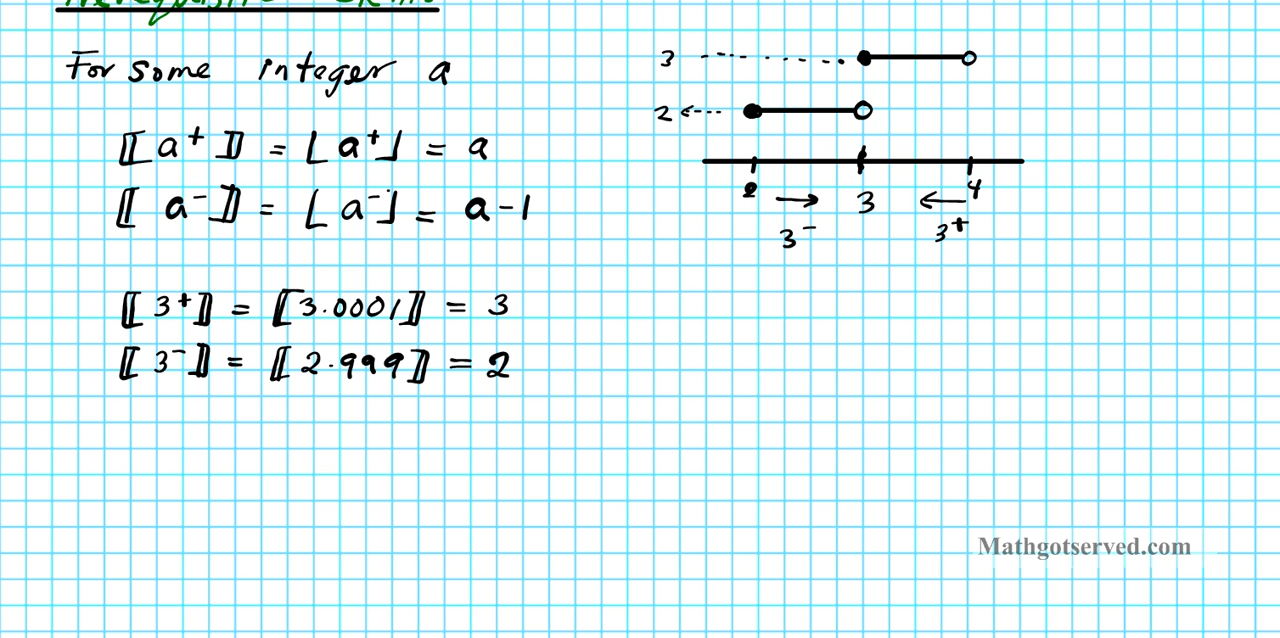 For some integer a
⟦a⁺⟧ = ⌊a⁺⌋ = a
⟦a⁻⟧ = ⌊a⁻⌋ = a-1
⟦3⁺⟧ = ⟦3.0001⟧ = 3
⟦3⁻⟧ = ⟦2.999⟧ = 2
3
2
2 3 4
3⁻ 3⁺
Mathgotserved.com